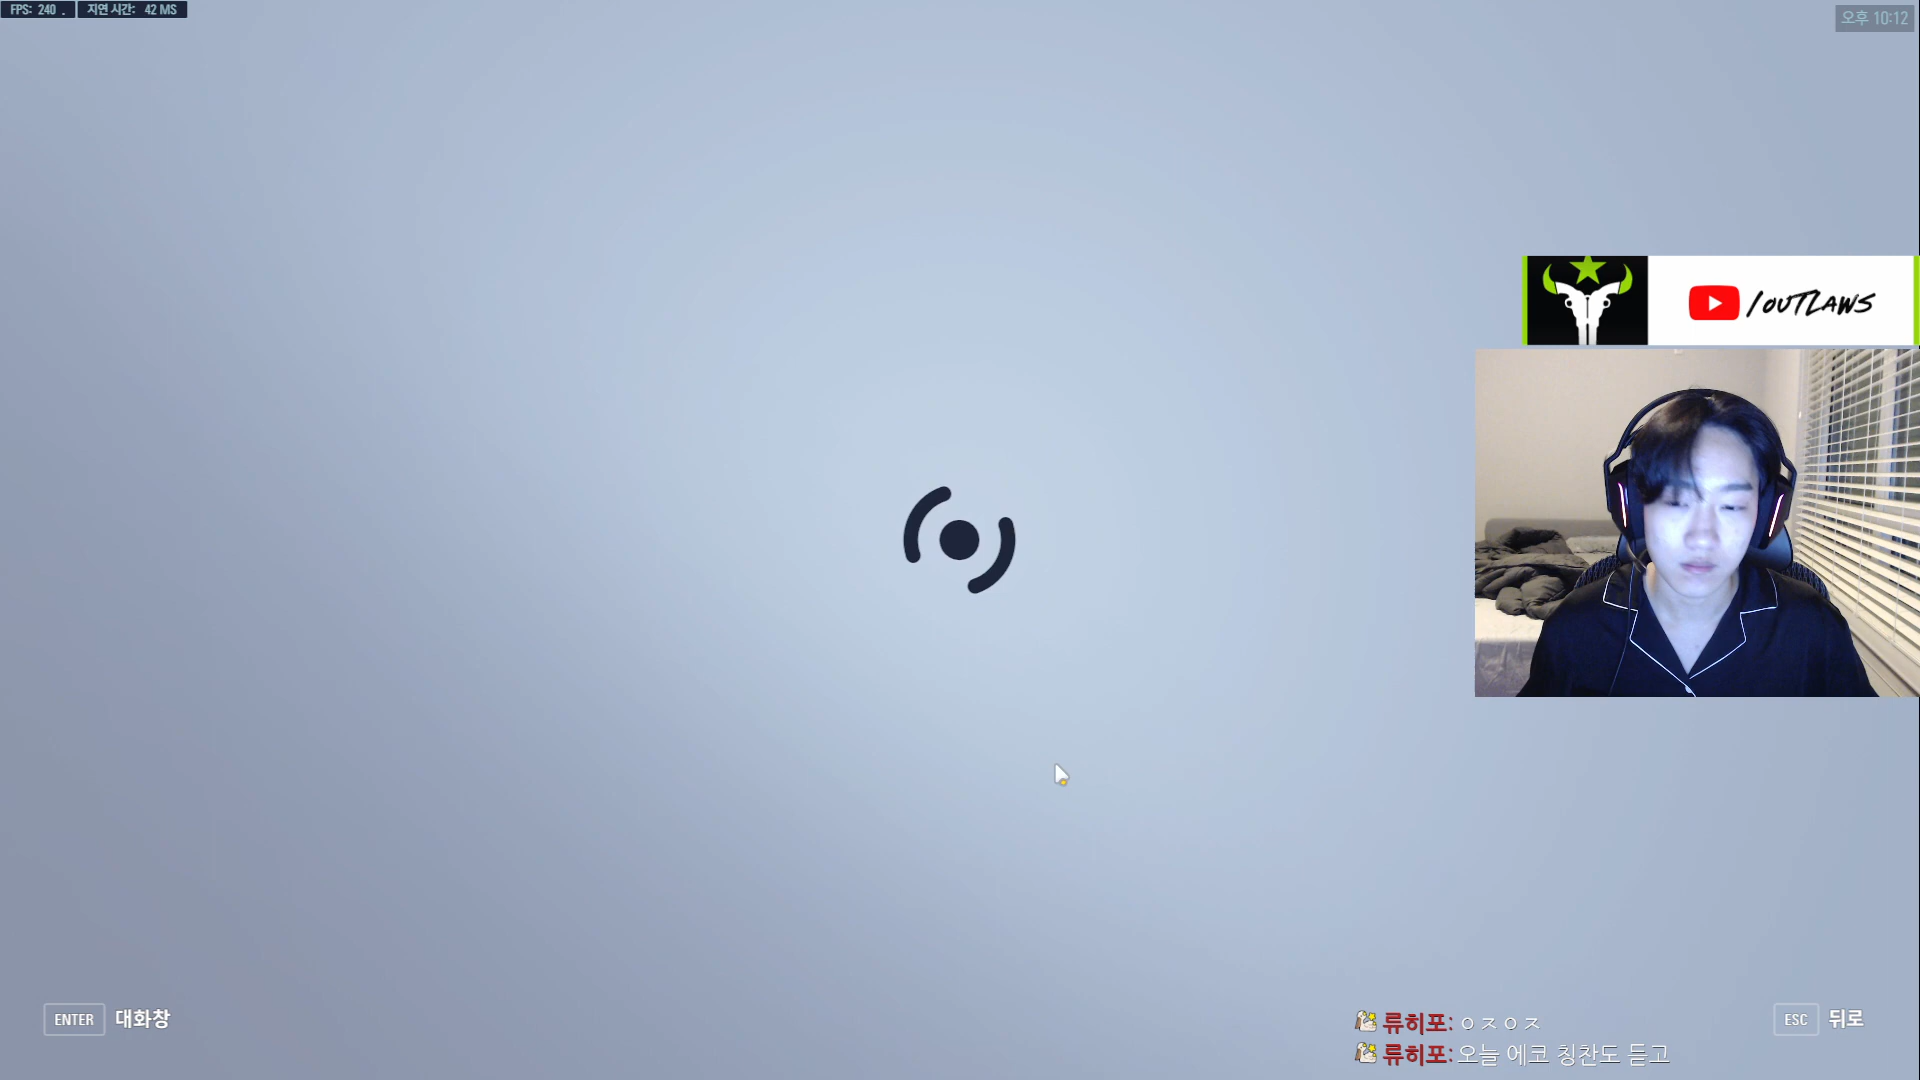 FPS: 240 .
지연 시간: 42 MS
오후 10:12
/OUTLAWS
ENTER 대화창
류히포: ㅇㅈㅇㅈ
류히포: 오늘 에코 칭찬도 듣고
ESC 뒤로